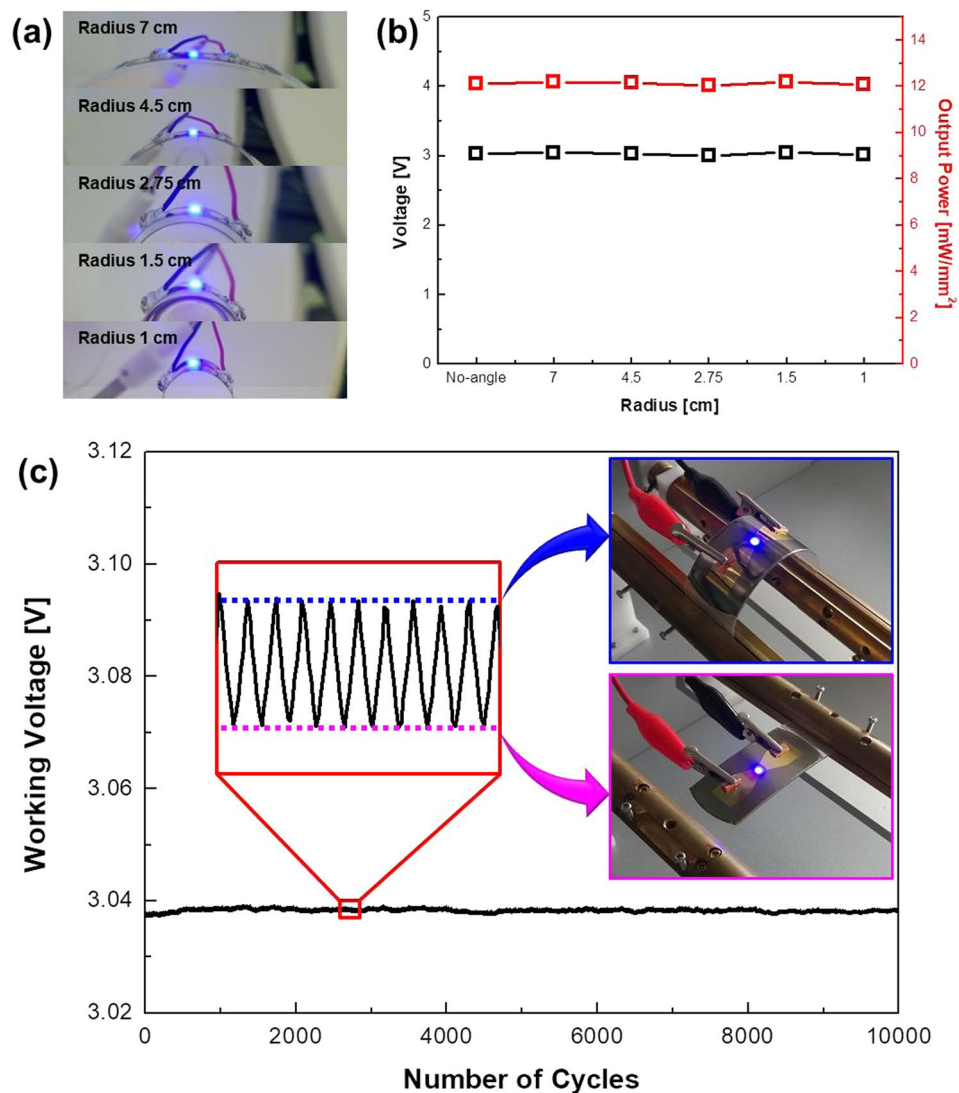 (a)
Radius 7 cm
Radius 4.5 cm
Radius 2.75 cm
Radius 1.5 cm
Radius 1 cm
(b)
5
4
3
2
1
0
Voltage [V]
14
12
10
8
6
4
2
0
Output Power [mW/mm²]
No-angle 7 4.5 2.75 1.5 1
Radius [cm]
(c)
3.12
3.10
3.08
3.06
3.04
3.02
Working Voltage [V]
0 2000 4000 6000 8000 10000
Number of Cycles